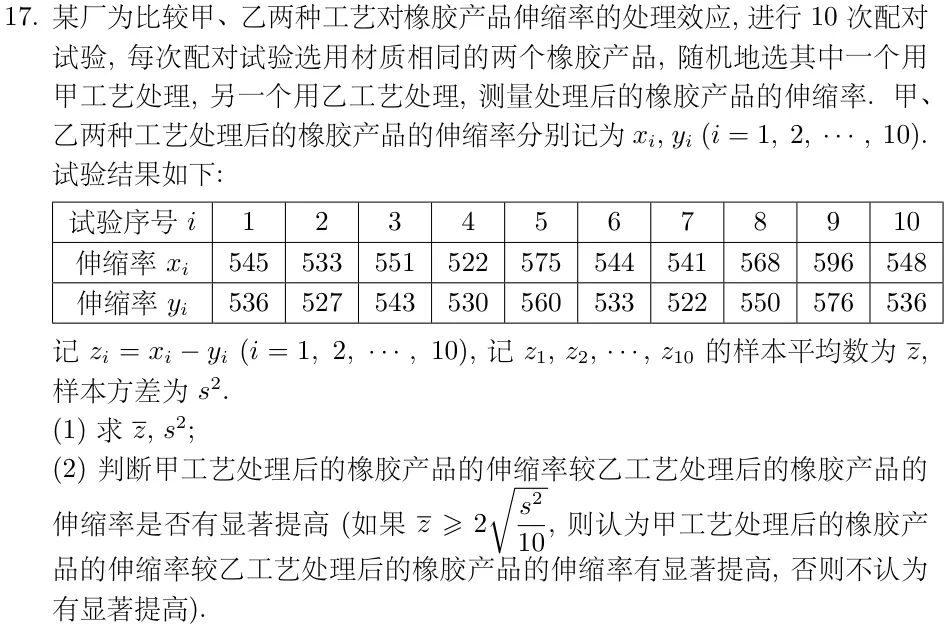 17. 某厂为比较甲、乙两种工艺对橡胶产品伸缩率的处理效应, 进行 10 次配对
试验, 每次配对试验选用材质相同的两个橡胶产品, 随机地选其中一个用
甲工艺处理, 另一个用乙工艺处理, 测量处理后的橡胶产品的伸缩率. 甲、
乙两种工艺处理后的橡胶产品的伸缩率分别记为 x_i, y_i (i = 1, 2, ⋯, 10).
试验结果如下:
试验序号 i 1 2 3 4 5 6 7 8 9 10
伸缩率 x_i 545 533 551 522 575 544 541 568 596 548
伸缩率 y_i 536 527 543 530 560 533 522 550 576 536
记 z_i = x_i − y_i (i = 1, 2, ⋯, 10), 记 z_1, z_2, ⋯, z_10 的样本平均数为 z̅,
样本方差为 s².
(1) 求 z̅, s²;
(2) 判断甲工艺处理后的橡胶产品的伸缩率较乙工艺处理后的橡胶产品的
伸缩率是否有显著提高 (如果 z̅ ⩾ 2√(s²/10), 则认为甲工艺处理后的橡胶产
品的伸缩率较乙工艺处理后的橡胶产品的伸缩率有显著提高, 否则不认为
有显著提高).